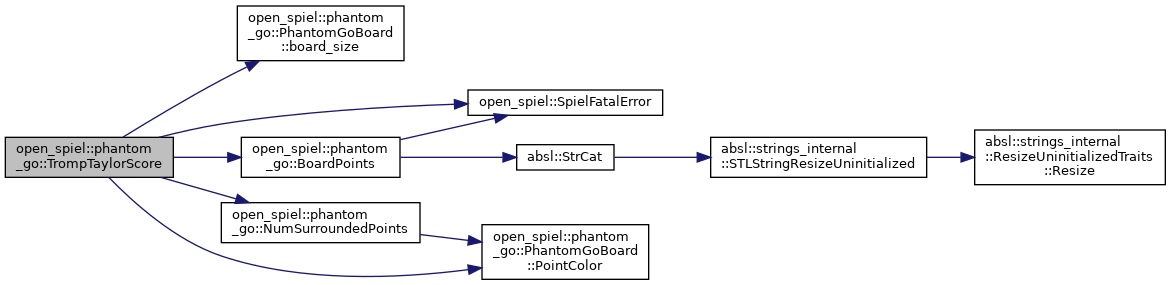 open_spiel::phantom
_go::TrompTaylorScore
open_spiel::phantom
_go::PhantomGoBoard
::board_size
open_spiel::SpielFatalError
open_spiel::phantom
_go::BoardPoints
absl::StrCat
absl::strings_internal
::STLStringResizeUninitialized
absl::strings_internal
::ResizeUninitializedTraits
::Resize
open_spiel::phantom
_go::NumSurroundedPoints
open_spiel::phantom
_go::PhantomGoBoard
::PointColor